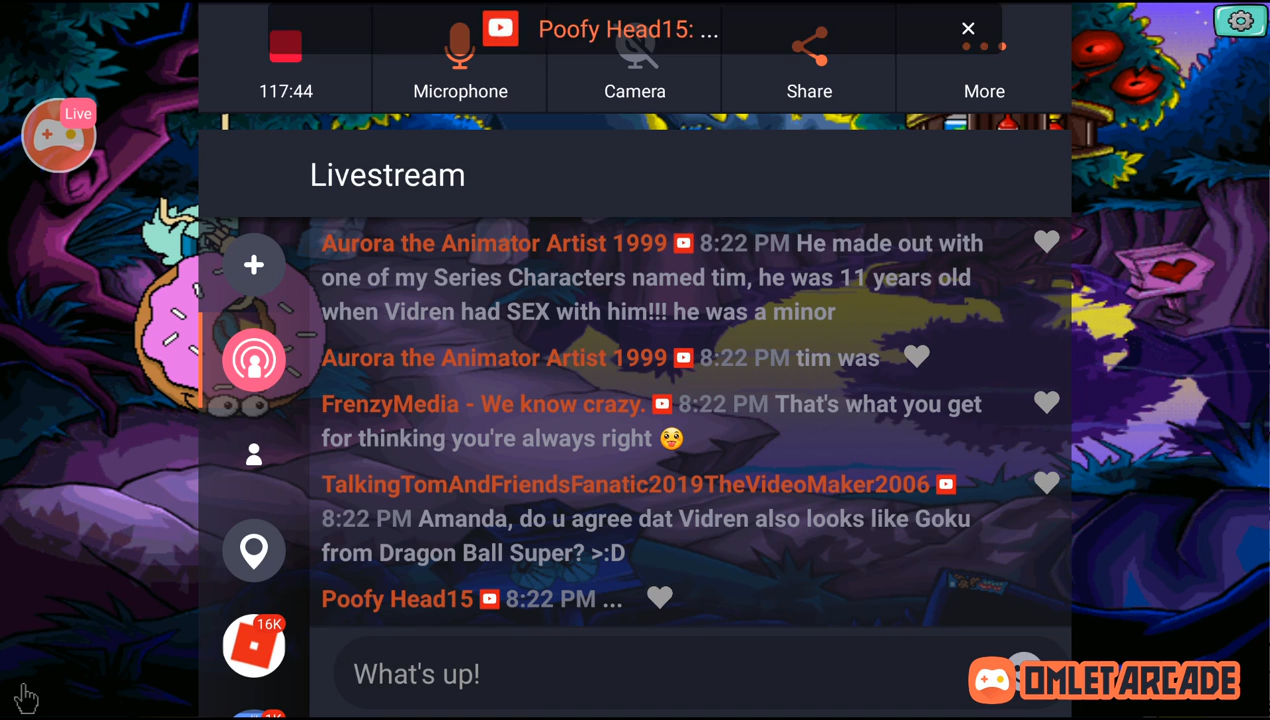 Poofy Head15: ...
117:44
Microphone
Camera
Share
More
Live
Livestream
Aurora the Animator Artist 1999 8:22 PM He made out with
one of my Series Characters named tim, he was 11 years old
when Vidren had SEX with him!!! he was a minor
Aurora the Animator Artist 1999 8:22 PM tim was
FrenzyMedia - We know crazy. 8:22 PM That's what you get
for thinking you're always right 😜
TalkingTomAndFriendsFanatic2019TheVideoMaker2006
8:22 PM Amanda, do u agree dat Vidren also looks like Goku
from Dragon Ball Super? >:D
Poofy Head15 8:22 PM ...
16K
What's up!
OMLET ARCADE
1K